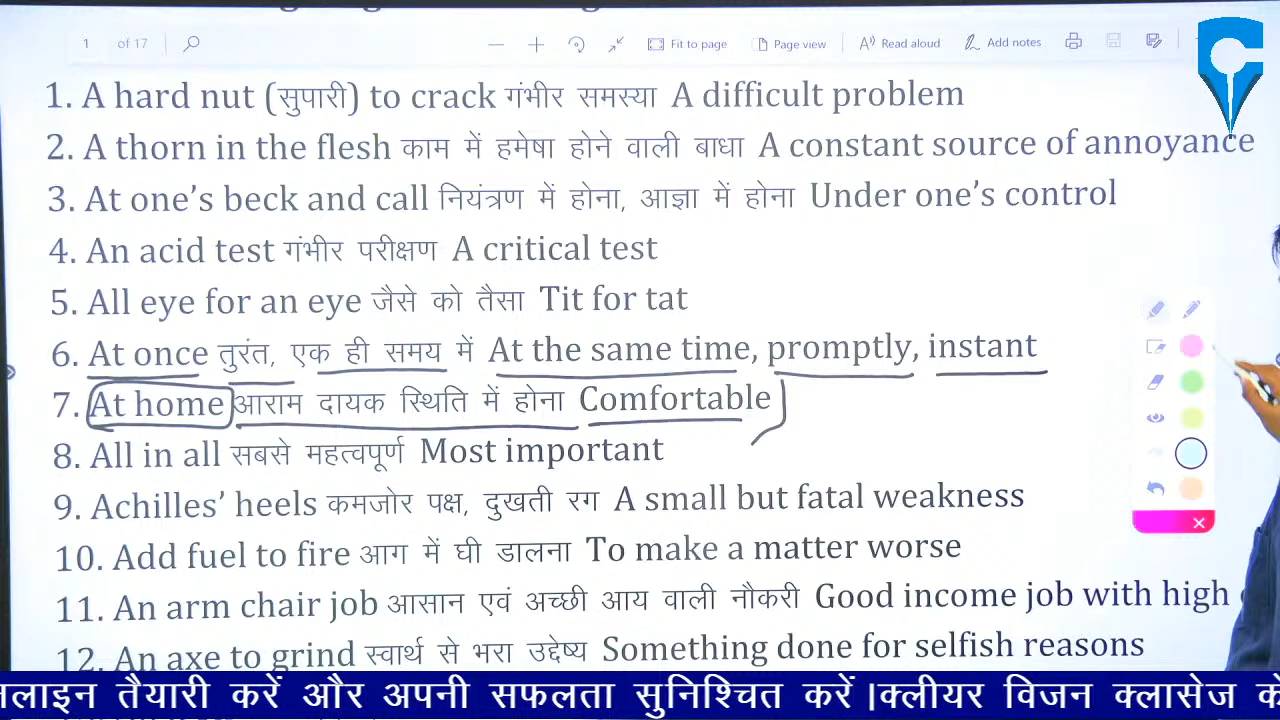 1 of 17 Fit to page Page view Read aloud Add notes
1. A hard nut (सुपारी) to crack गंभीर समस्या A difficult problem
2. A thorn in the flesh काम में हमेषा होने वाली बाधा A constant source of annoyance
3. At one’s beck and call नियंत्रण में होना, आज्ञा में होना Under one’s control
4. An acid test गंभीर परीक्षण A critical test
5. All eye for an eye जैसे को तैसा Tit for tat
6. At once तुरंत, एक ही समय में At the same time, promptly, instant
7. At home आराम दायक स्थिति में होना Comfortable
8. All in all सबसे महत्वपूर्ण Most important
9. Achilles’ heels कमजोर पक्ष, दुखती रग A small but fatal weakness
10. Add fuel to fire आग में घी डालना To make a matter worse
11. An arm chair job आसान एवं अच्छी आय वाली नौकरी Good income job with high
12. An axe to grind स्वार्थ से भरा उद्देष्य Something done for selfish reasons
तैयारी करें और अपनी सफलता सुनिश्चित करें।क्लीयर विजन क्लासेज